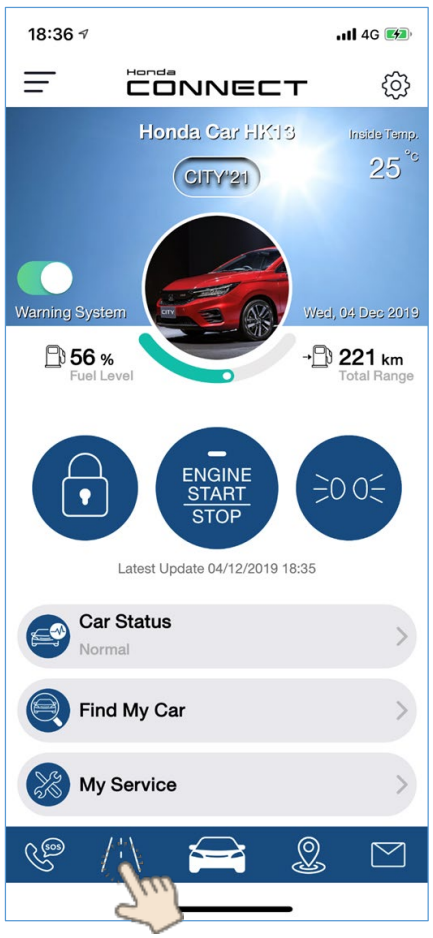 18:36
4G
Honda
CONNECT
Honda Car HK13
Inside Temp.
CITY'21
25 °C
Warning System
CITY
Wed, 04 Dec 2019
56 %
Fuel Level
221 km
Total Range
ENGINE
START
STOP
Latest Update 04/12/2019 18:35
Car Status
Normal
Find My Car
My Service
SOS